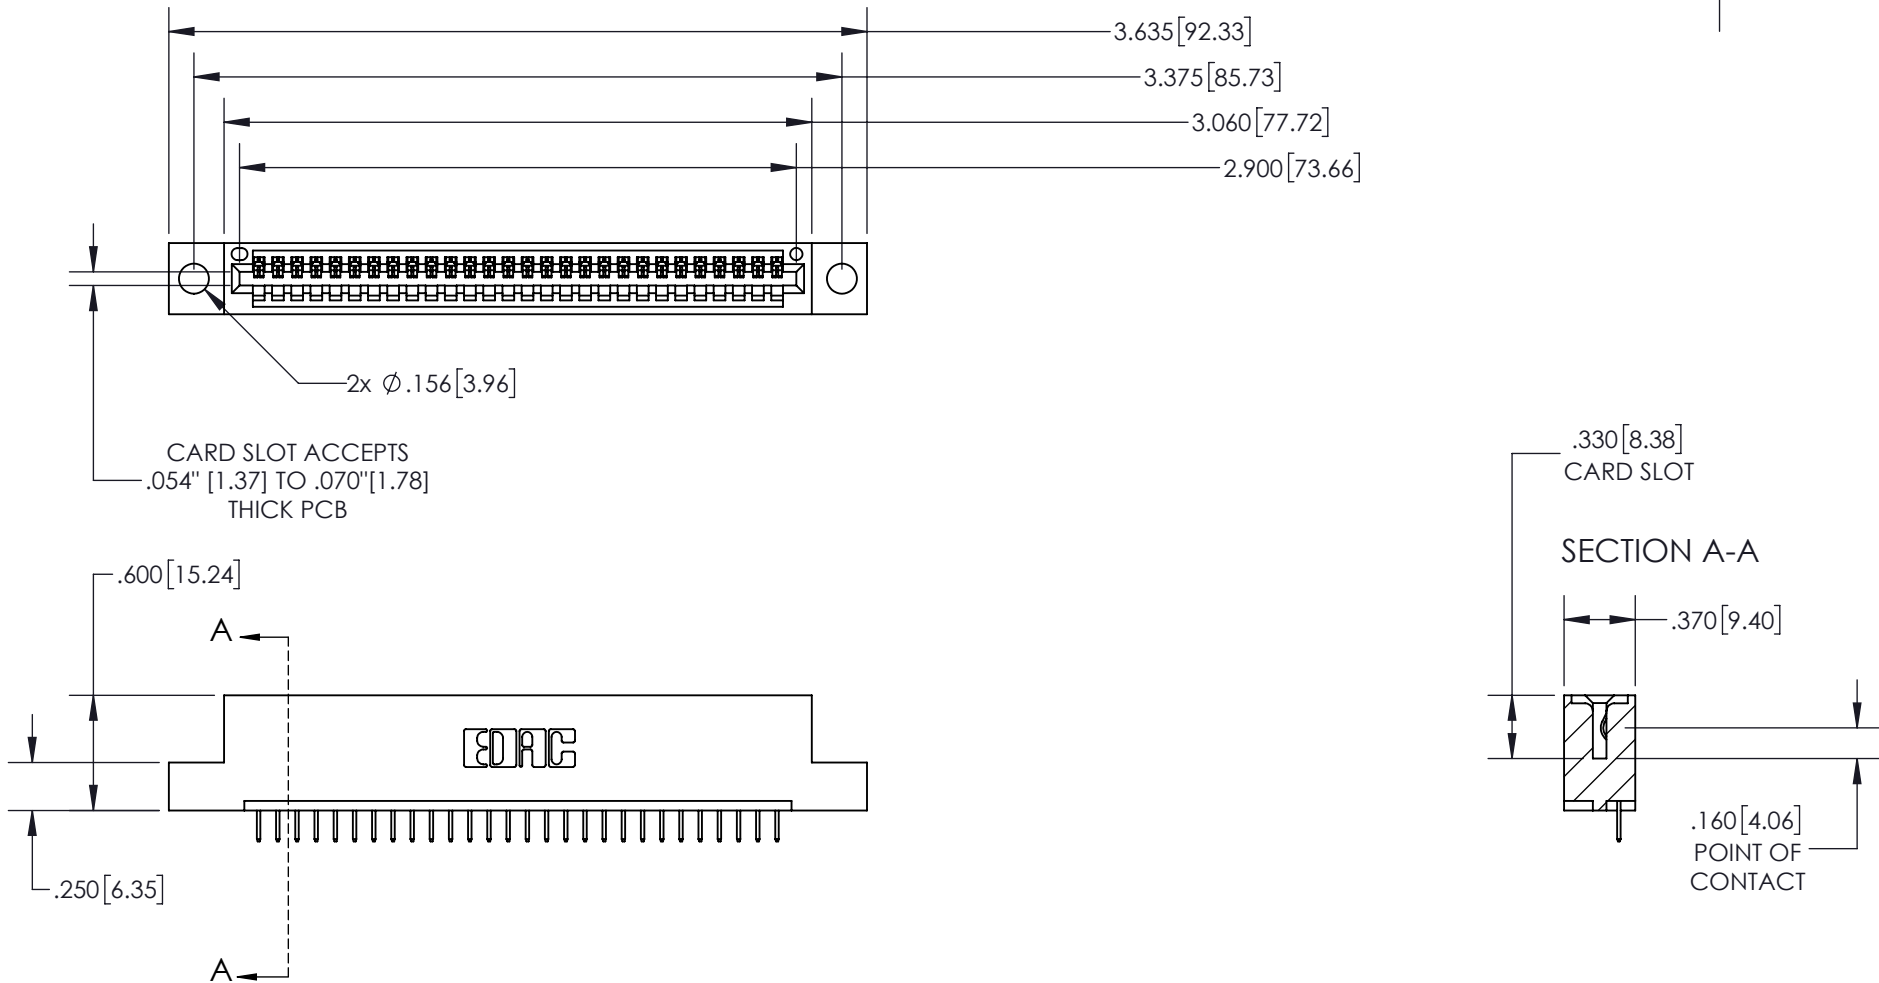 3.635[92.33]
3.375[85.73]
3.060[77.72]
2.900[73.66]
2x ∅.156[3.96]
CARD SLOT ACCEPTS
.054" [1.37] TO .070"[1.78]
THICK PCB
.330[8.38]
CARD SLOT
SECTION A-A
.600[15.24]
.370[9.40]
A
EDAC
.160[4.06]
POINT OF
CONTACT
.250[6.35]
A